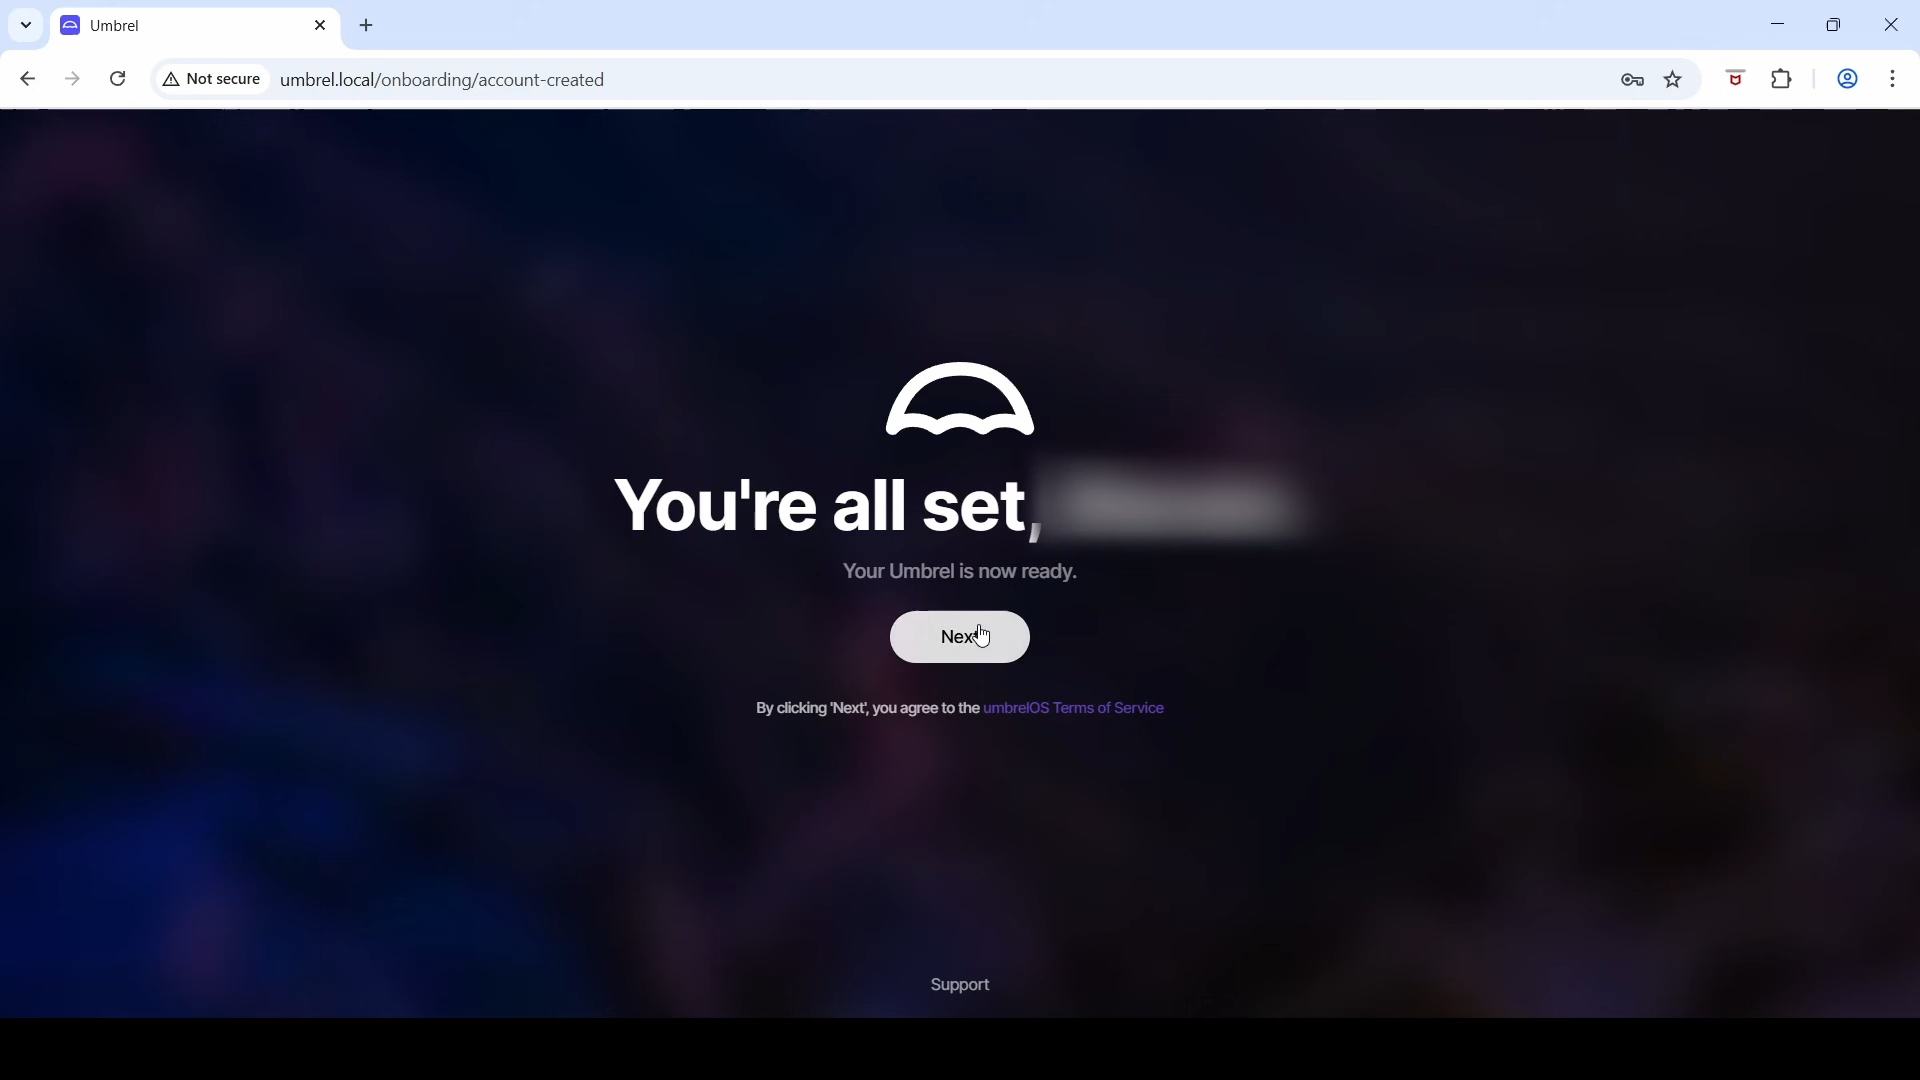 Umbrel
Not secure
umbrel.local/onboarding/account-created
You're all set,
Your Umbrel is now ready.
Next
By clicking 'Next', you agree to the umbrelOS Terms of Service
Support